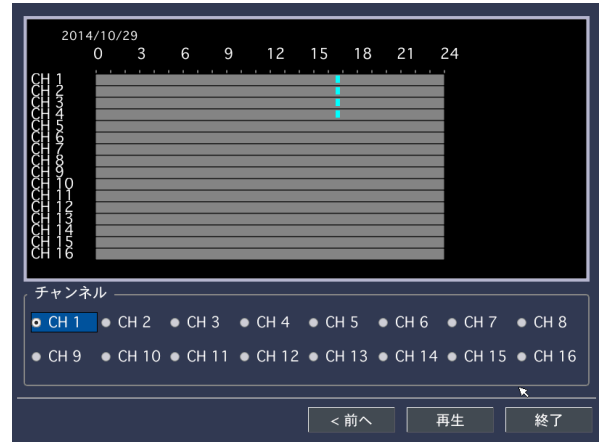 2014/10/29
0 3 6 9 12 15 18 21 24
CH 1
CH 2
CH 3
CH 4
CH 5
CH 6
CH 7
CH 8
CH 9
CH 10
CH 11
CH 12
CH 13
CH 14
CH 15
CH 16
チャンネル
CH 1 CH 2 CH 3 CH 4 CH 5 CH 6 CH 7 CH 8
CH 9 CH 10 CH 11 CH 12 CH 13 CH 14 CH 15 CH 16
< 前へ 再生 終了